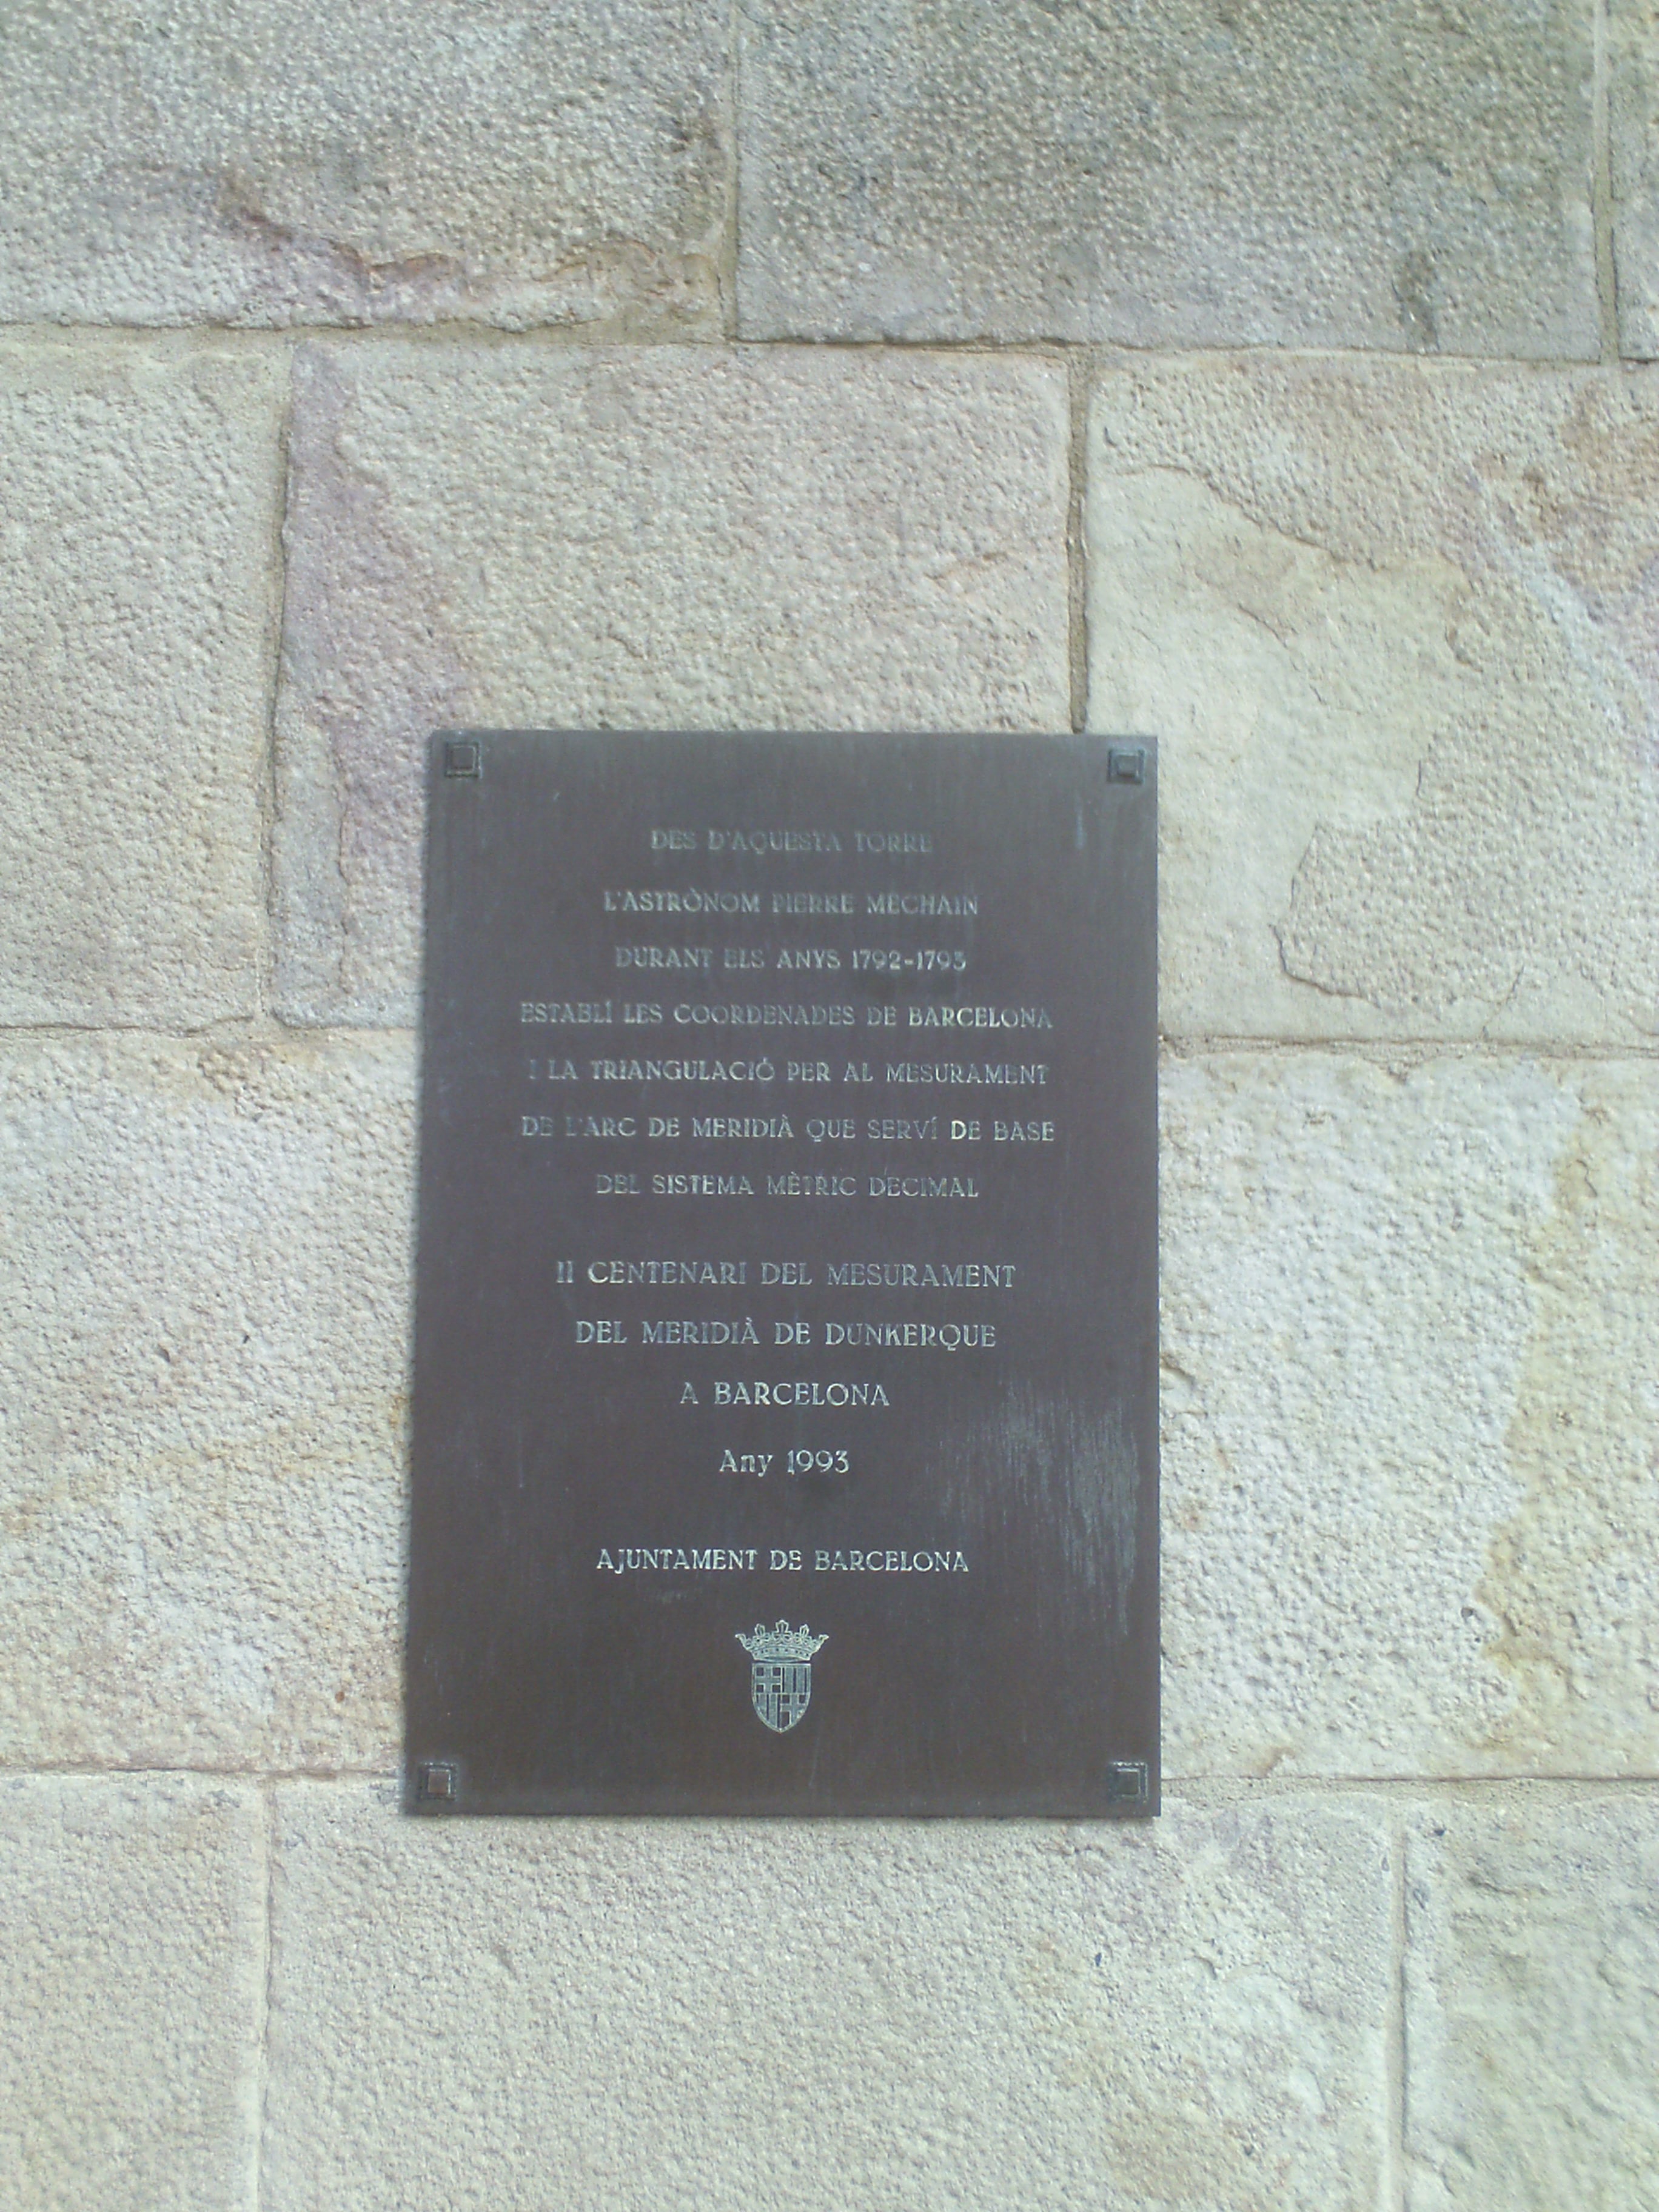 DES D'AQUESTA TORRE
L'ASTRÒNOM PIERRE MECHAIN
DURANT ELS ANYS 1792-1793
ESTABLÍ LES COORDENADES DE BARCELONA
I LA TRIANGULACIÓ PER AL MESURAMENT
DE L'ARC DE MERIDIÀ QUE SERVÍ DE BASE
DEL SISTEMA MÈTRIC DECIMAL
II CENTENARI DEL MESURAMENT
DEL MERIDIÀ DE DUNKERQUE
A BARCELONA
Any 1993
AJUNTAMENT DE BARCELONA